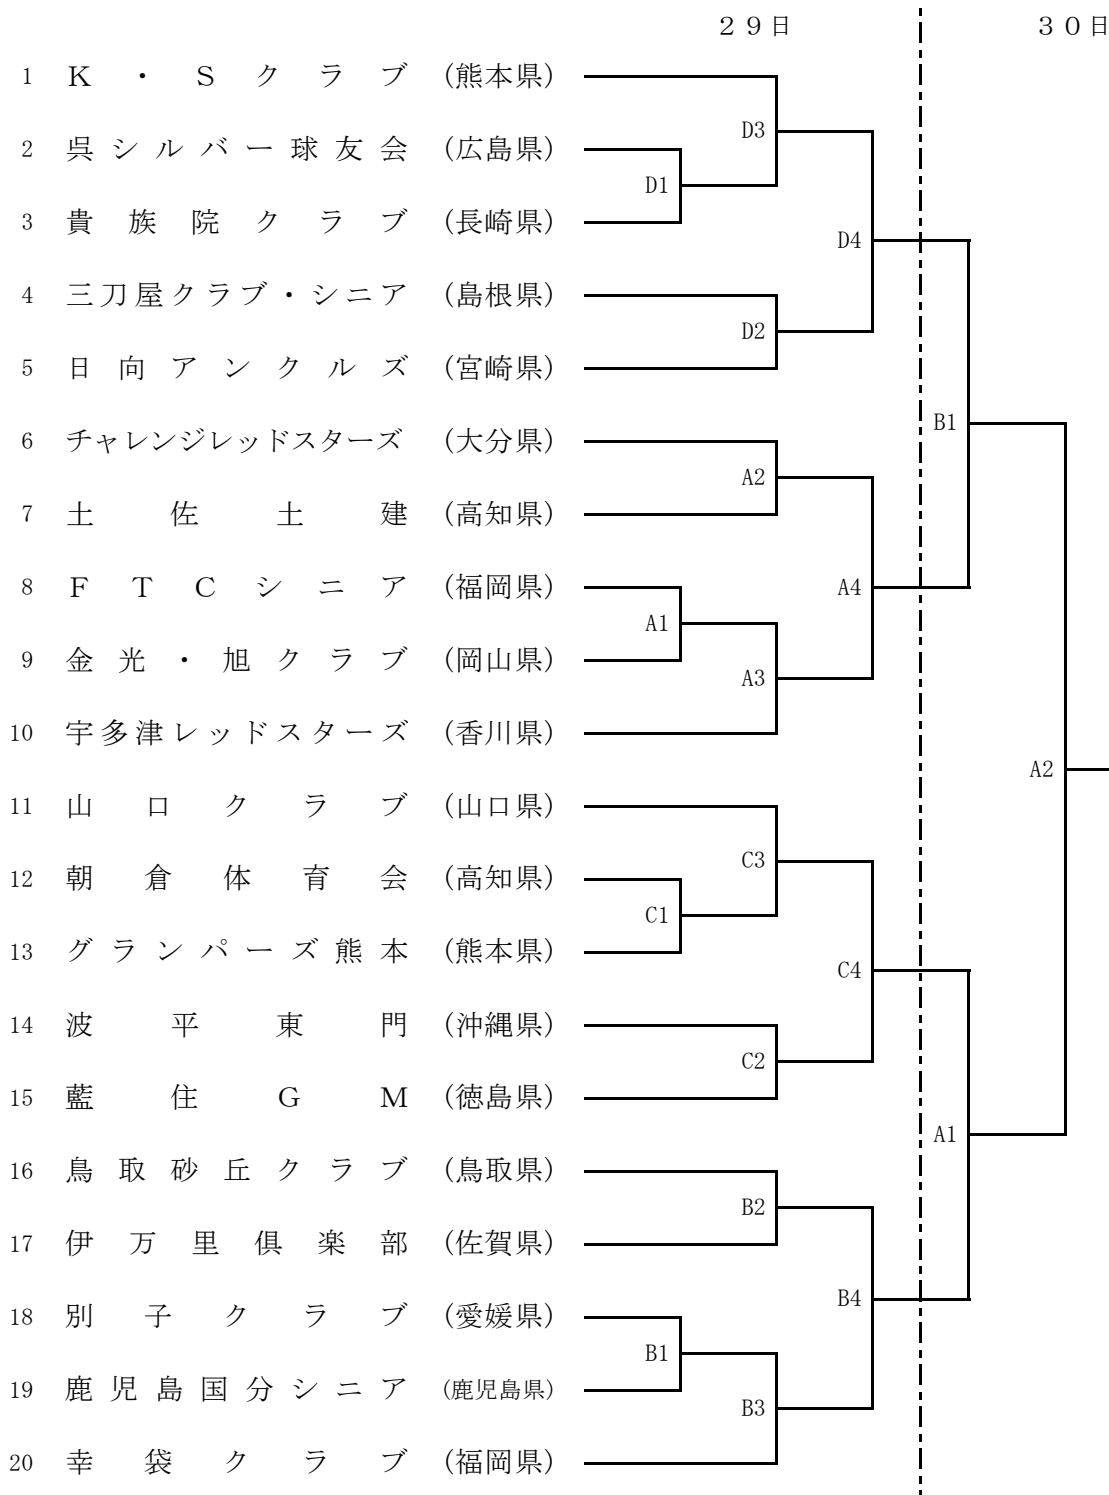 ２９日 ３０日
1 Ｋ・Ｓクラブ (熊本県)
D3
2 呉シルバー球友会 (広島県)
D1
3 貴族院クラブ (長崎県)
D4
4 三刀屋クラブ・シニア (島根県)
D2
5 日向アンクルズ (宮崎県)
B1
6 チャレンジレッドスターズ (大分県)
A2
7 土佐土建 (高知県)
8 ＦＴＣシニア (福岡県)
A4
A1
9 金光・旭クラブ (岡山県)
A3
10 宇多津レッドスターズ (香川県)
A2
11 山口クラブ (山口県)
C3
12 朝倉体育会 (高知県)
C1
13 グランパーズ熊本 (熊本県)
C4
14 波平東門 (沖縄県)
C2
15 藍住ＧＭ (徳島県)
A1
16 鳥取砂丘クラブ (鳥取県)
B2
17 伊万里倶楽部 (佐賀県)
B4
18 別子クラブ (愛媛県)
B1
19 鹿児島国分シニア (鹿児島県)
B3
20 幸袋クラブ (福岡県)